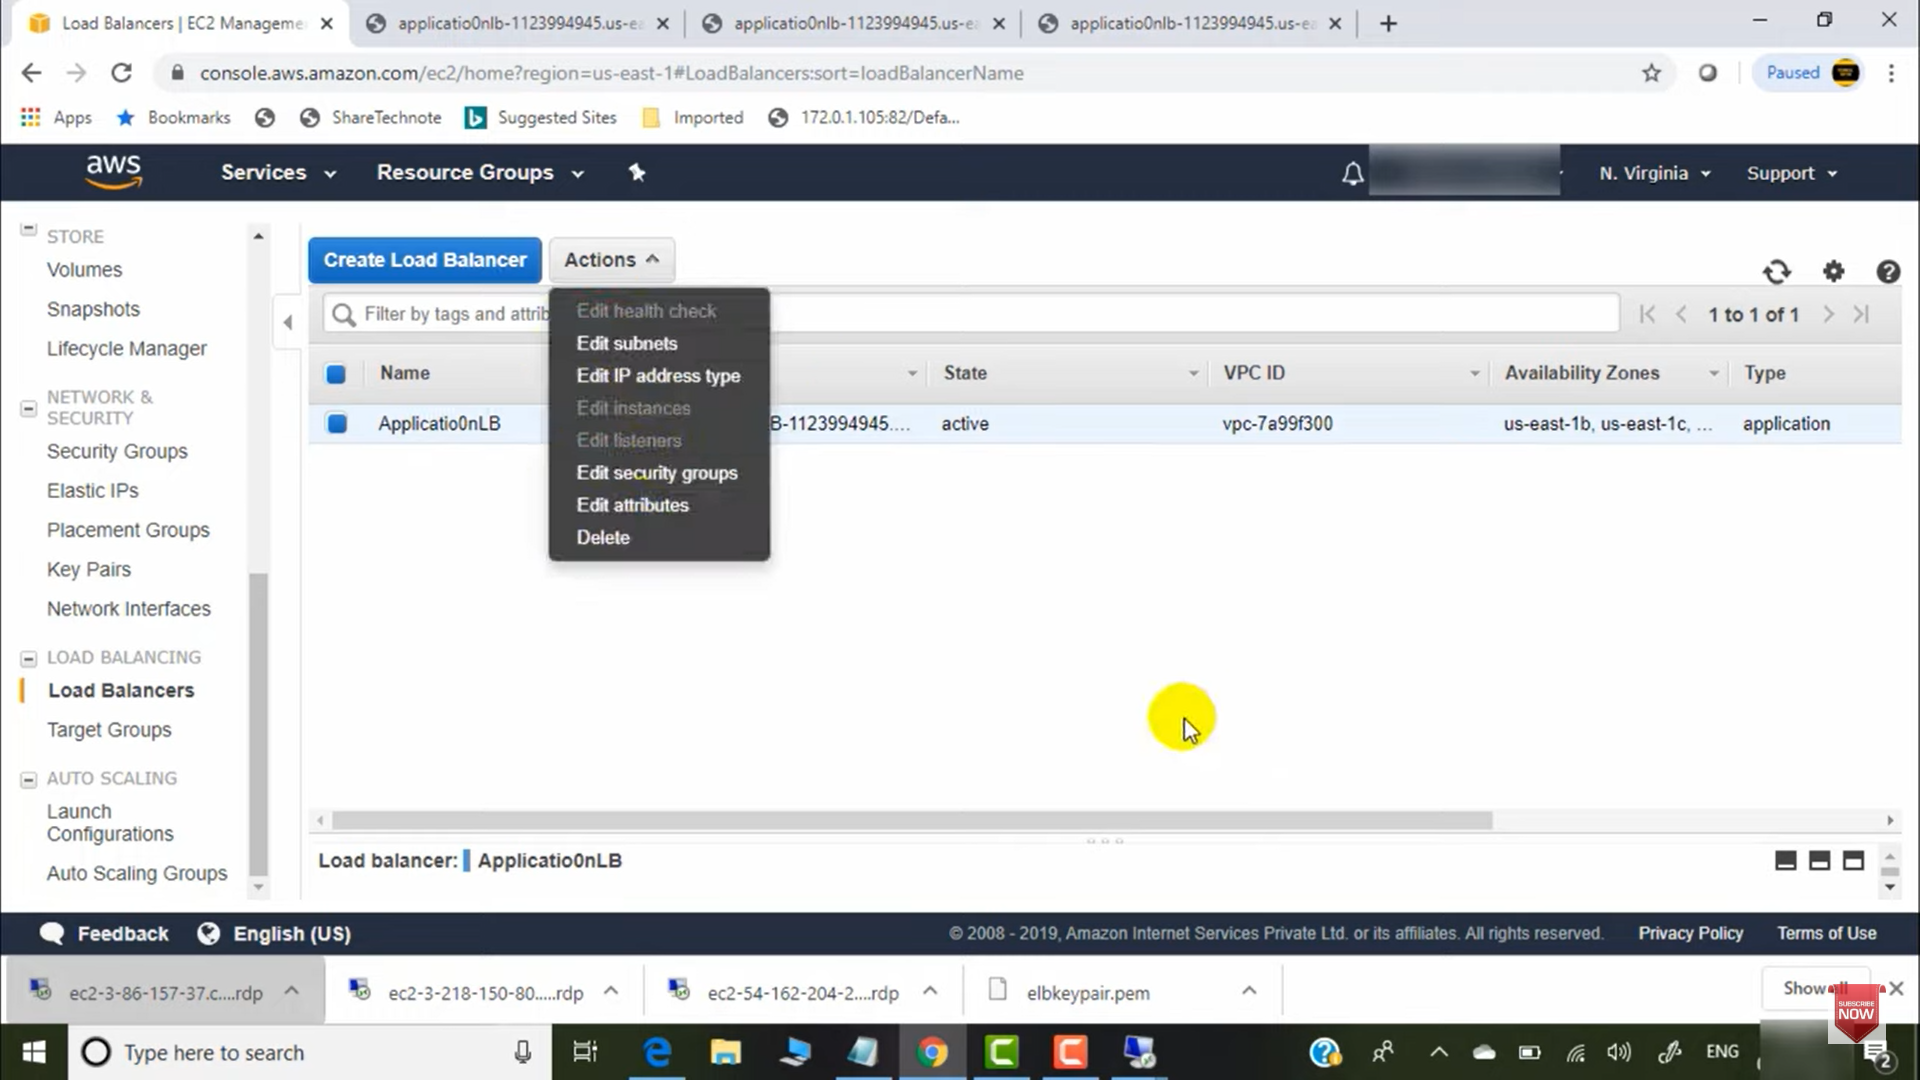 Load Balancers | EC2 Manageme
applicatio0nlb-1123994945.us-ea
applicatio0nlb-1123994945.us-ea
applicatio0nlb-1123994945.us-ea
console.aws.amazon.com/ec2/home?region=us-east-1#LoadBalancers:sort=loadBalancerName
Paused
Apps
Bookmarks
ShareTechnote
Suggested Sites
Imported
172.0.1.105:82/Defa...
aws
Services
Resource Groups
N. Virginia
Support
STORE
Volumes
Snapshots
Lifecycle Manager
NETWORK &
SECURITY
Security Groups
Elastic IPs
Placement Groups
Key Pairs
Network Interfaces
LOAD BALANCING
Load Balancers
Target Groups
AUTO SCALING
Launch
Configurations
Auto Scaling Groups
Create Load Balancer
Actions
Filter by tags and attrib
1 to 1 of 1
Edit health check
Edit subnets
Edit IP address type
Edit instances
Edit listeners
Edit security groups
Edit attributes
Delete
Name
State
VPC ID
Availability Zones
Type
Applicatio0nLB
B-1123994945....
active
vpc-7a99f300
us-east-1b, us-east-1c, ...
application
Load balancer:
Applicatio0nLB
Feedback
English (US)
© 2008 - 2019, Amazon Internet Services Private Ltd. or its affiliates. All rights reserved.
Privacy Policy
Terms of Use
ec2-3-86-157-37.c....rdp
ec2-3-218-150-80.....rdp
ec2-54-162-204-2....rdp
elbkeypair.pem
Show all
SUBSCRIBE
NOW
Type here to search
ENG
2